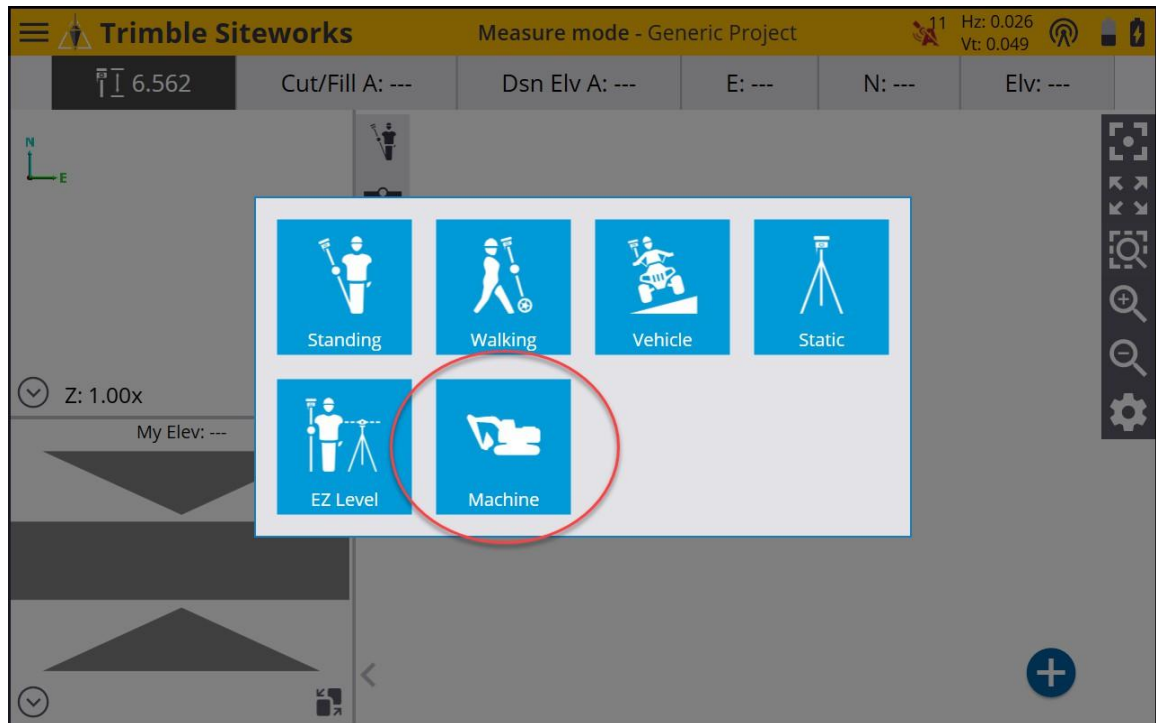 Trimble Siteworks
Measure mode - Generic Project
11
Hz: 0.026
Vt: 0.049
6.562
Cut/Fill A: ---
Dsn Elv A: ---
E: ---
N: ---
Elv: ---
N
E
Standing
Walking
Vehicle
Static
Z: 1.00x
My Elev: ---
EZ Level
Machine